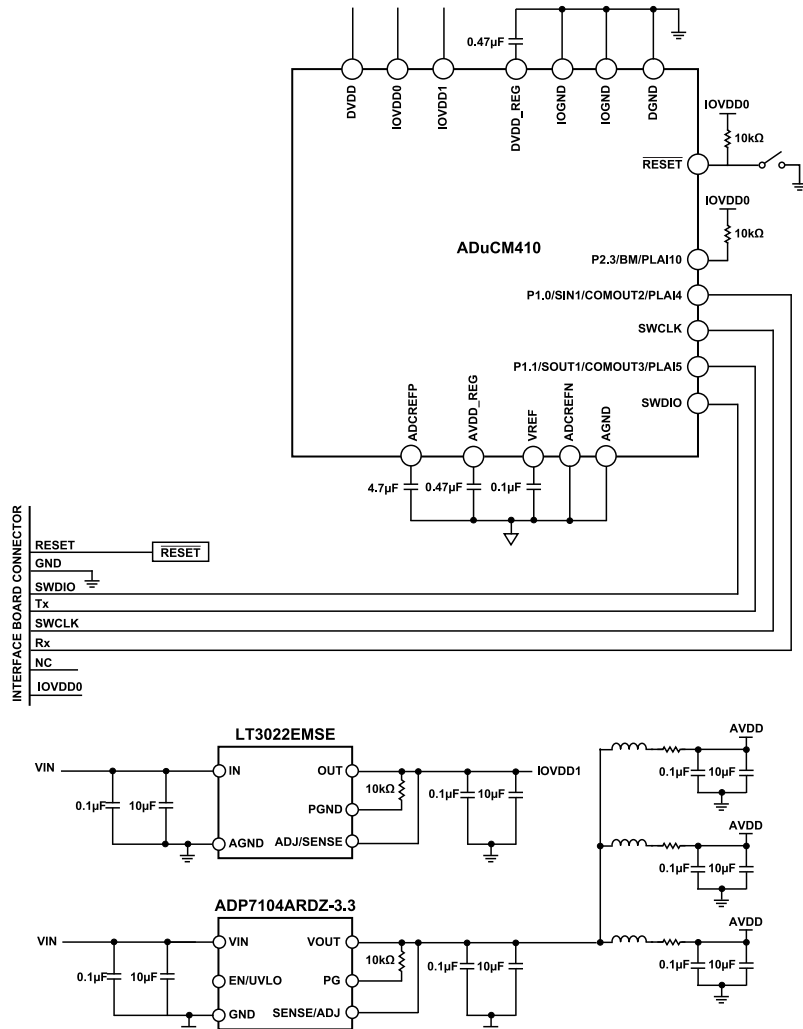 0.47µF
DVDD
IOVDD0
IOVDD1
DVDD_REG
IOGND
IOGND
DGND
IOVDD0
10kΩ
RESET
IOVDD0
10kΩ
ADuCM410
P2.3/BM/PLAI10
P1.0/SIN1/COMOUT2/PLAI4
SWCLK
P1.1/SOUT1/COMOUT3/PLAI5
SWDIO
ADCREFP
AVDD_REG
VREF
ADCREFN
AGND
4.7µF
0.47µF
0.1µF
INTERFACE BOARD CONNECTOR
RESET
RESET
GND
SWDIO
Tx
SWCLK
Rx
NC
IOVDD0
LT3022EMSE
VIN
IN
OUT
IOVDD1
0.1µF
10µF
10kΩ
PGND
0.1µF
10µF
AGND
ADJ/SENSE
AVDD
0.1µF
10µF
AVDD
0.1µF
10µF
ADP7104ARDZ-3.3
VIN
VIN
VOUT
AVDD
0.1µF
10µF
EN/UVLO
10kΩ
PG
0.1µF
10µF
0.1µF
10µF
GND
SENSE/ADJ